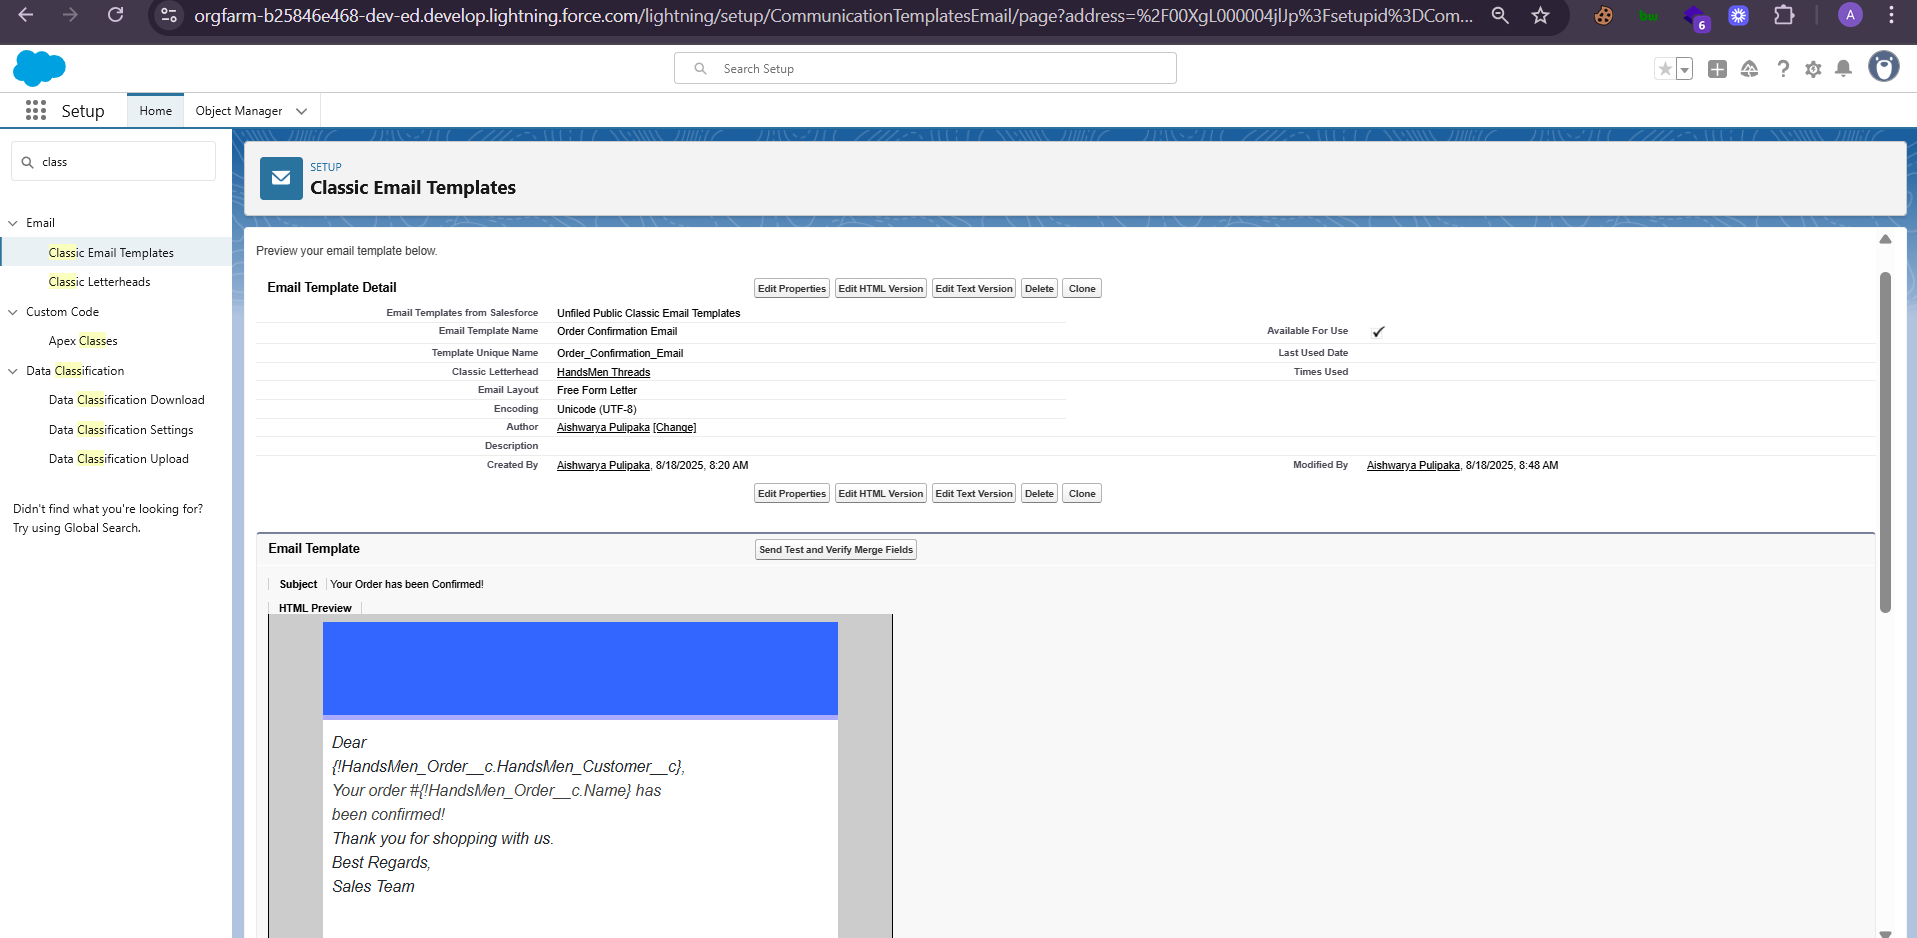 orgfarm-b25846e468-dev-ed.develop.lightning.force.com/lightning/setup/CommunicationTemplatesEmail/page?address=%2F00XgL000004jlJp%3Fsetupid%3DCom...
6
A
Search Setup
Setup
Home
Object Manager
class
Email
Classic Email Templates
Classic Letterheads
Custom Code
Apex Classes
Data Classification
Data Classification Download
Data Classification Settings
Data Classification Upload
Didn't find what you're looking for?
Try using Global Search.
SETUP
Classic Email Templates
Preview your email template below.
Email Template Detail
Edit Properties Edit HTML Version Edit Text Version Delete Clone
Email Templates from Salesforce Unfiled Public Classic Email Templates
Email Template Name Order Confirmation Email Available For Use
Template Unique Name Order_Confirmation_Email Last Used Date
Classic Letterhead HandsMen Threads Times Used
Email Layout Free Form Letter
Encoding Unicode (UTF-8)
Author Aishwarya Pulipaka [Change]
Description
Created By Aishwarya Pulipaka, 8/18/2025, 8:20 AM Modified By Aishwarya Pulipaka, 8/18/2025, 8:48 AM
Edit Properties Edit HTML Version Edit Text Version Delete Clone
Email Template Send Test and Verify Merge Fields
Subject Your Order has been Confirmed!
HTML Preview
Dear
{!HandsMen_Order__c.HandsMen_Customer__c},
Your order #{!HandsMen_Order__c.Name} has
been confirmed!
Thank you for shopping with us.
Best Regards,
Sales Team